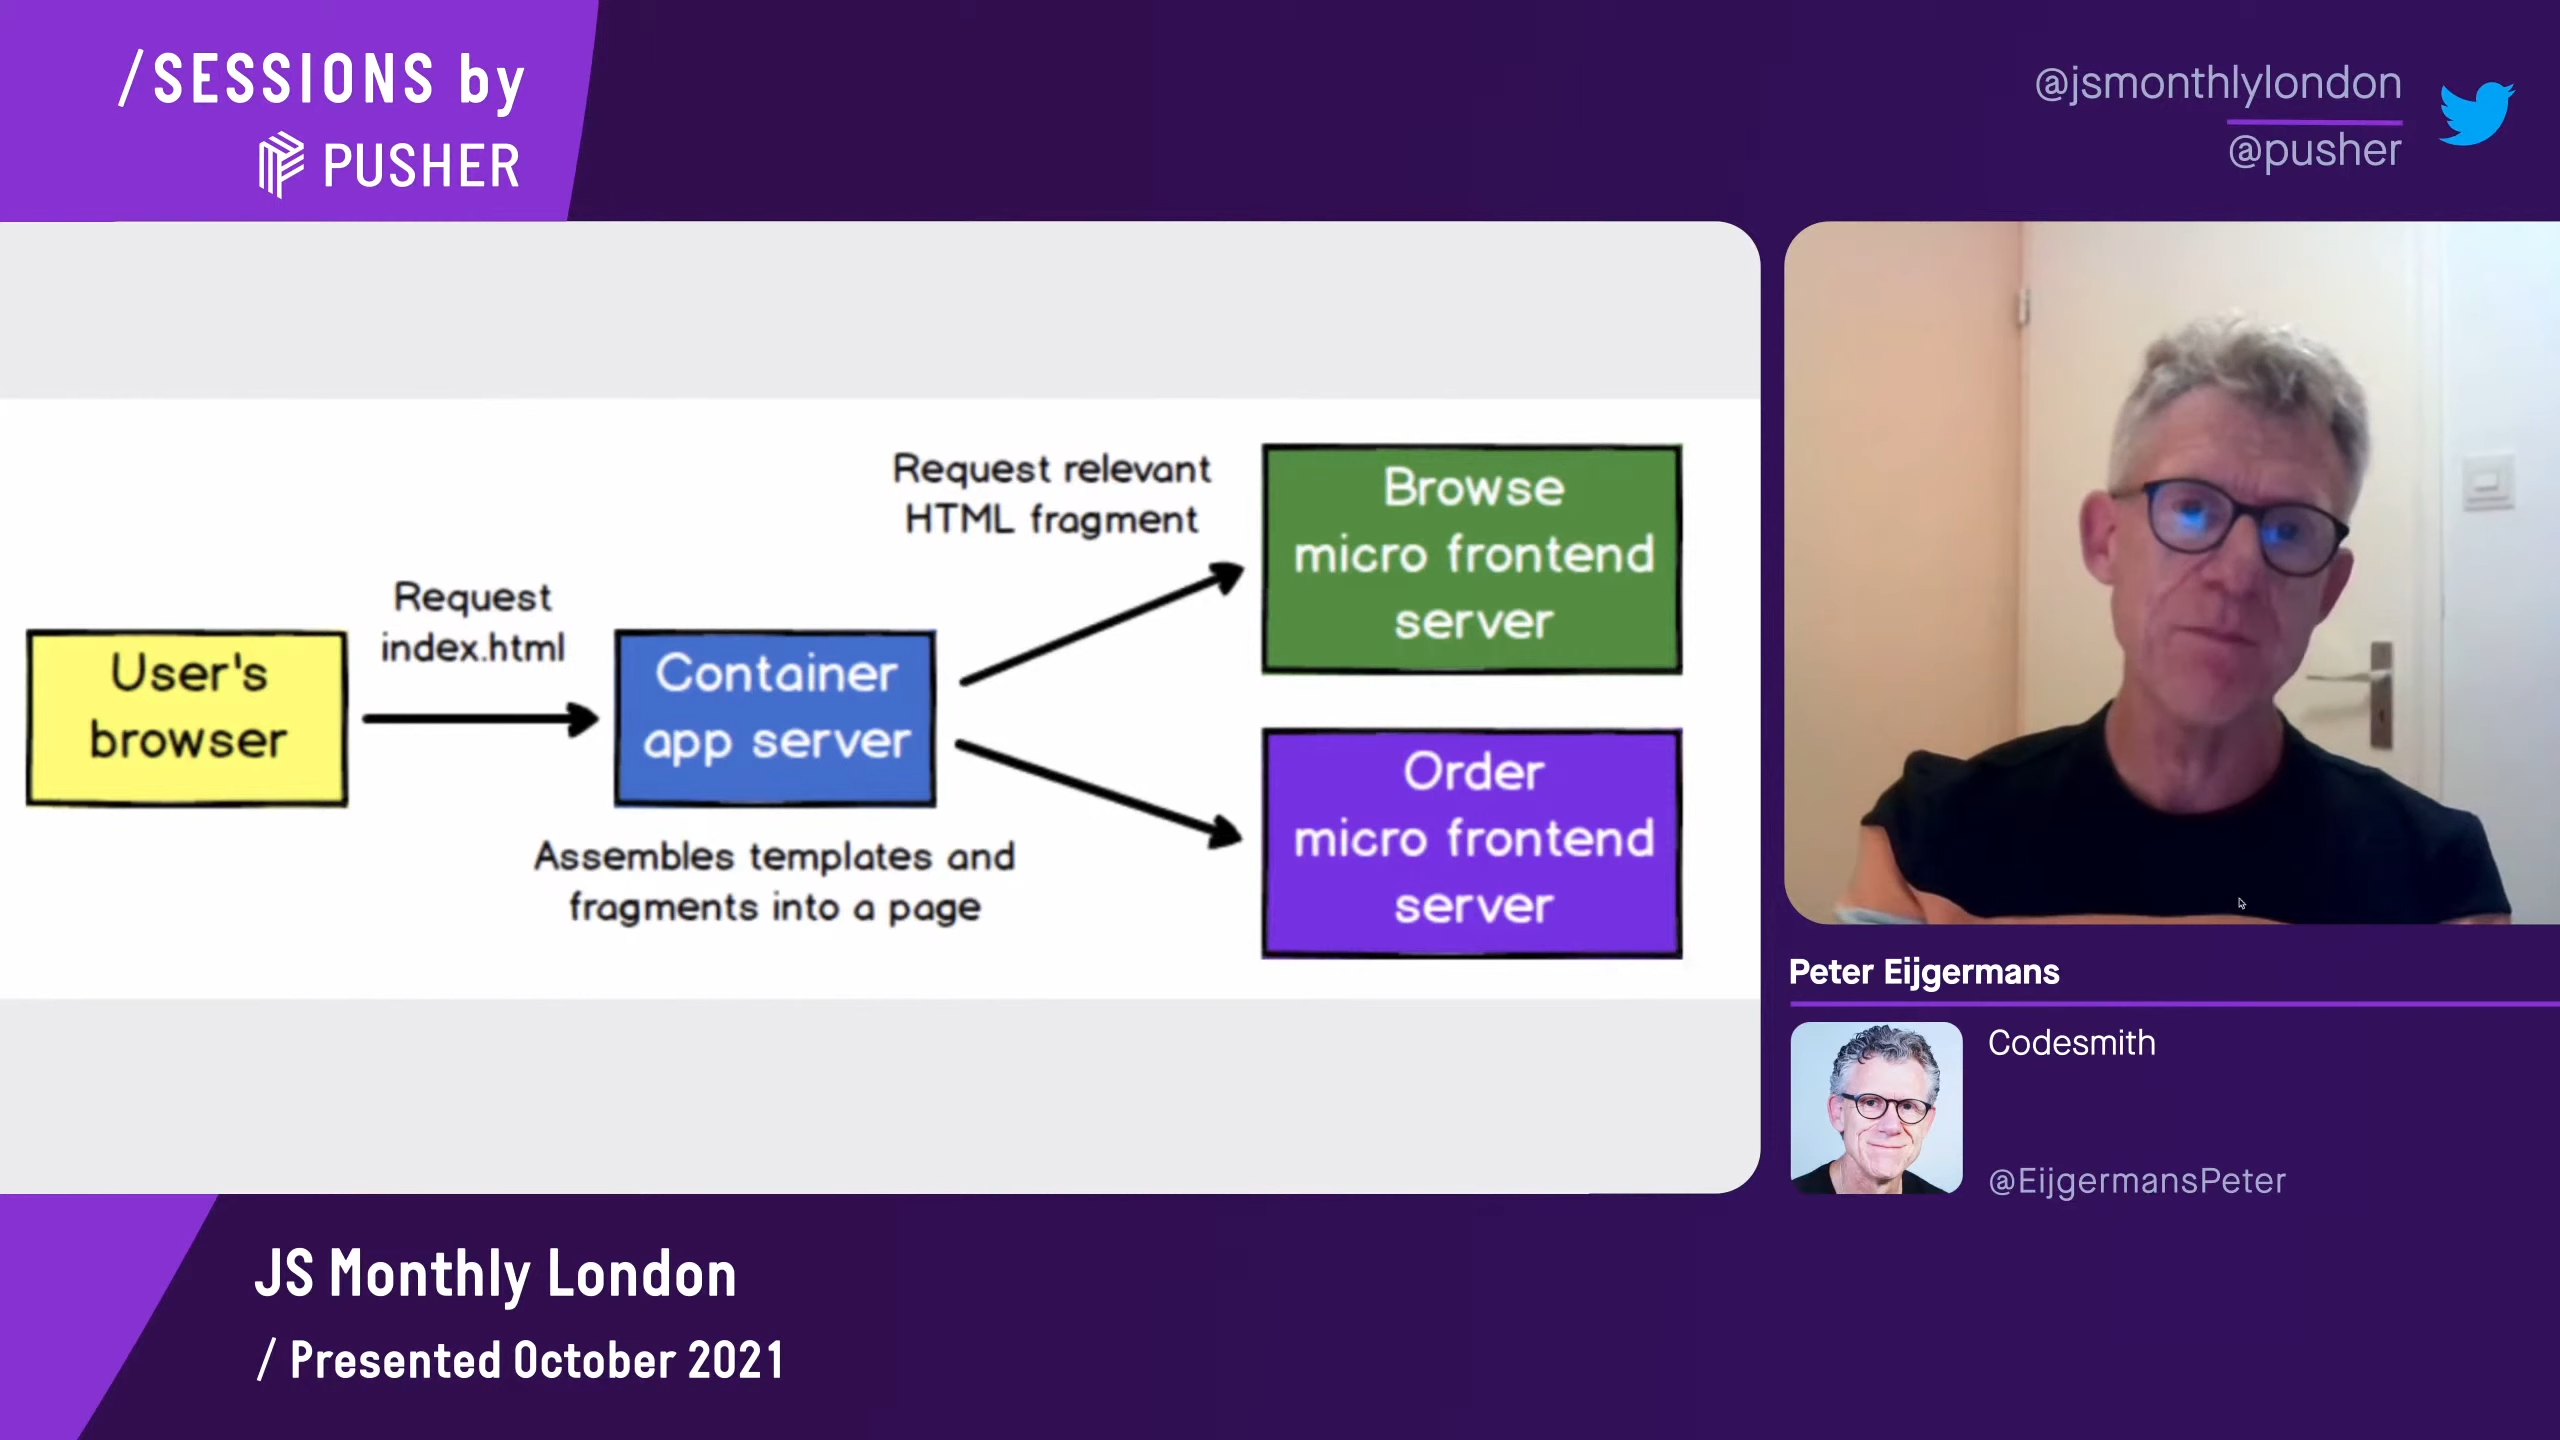 /SESSIONS by
PUSHER
@jsmonthlylondon
@pusher
Request relevant
HTML fragment
Browse
micro frontend
server
Request
index.html
User's
browser
Container
app server
Order
micro frontend
server
Assembles templates and
fragments into a page
Peter Eijgermans
Codesmith
@EijgermansPeter
JS Monthly London
/ Presented October 2021